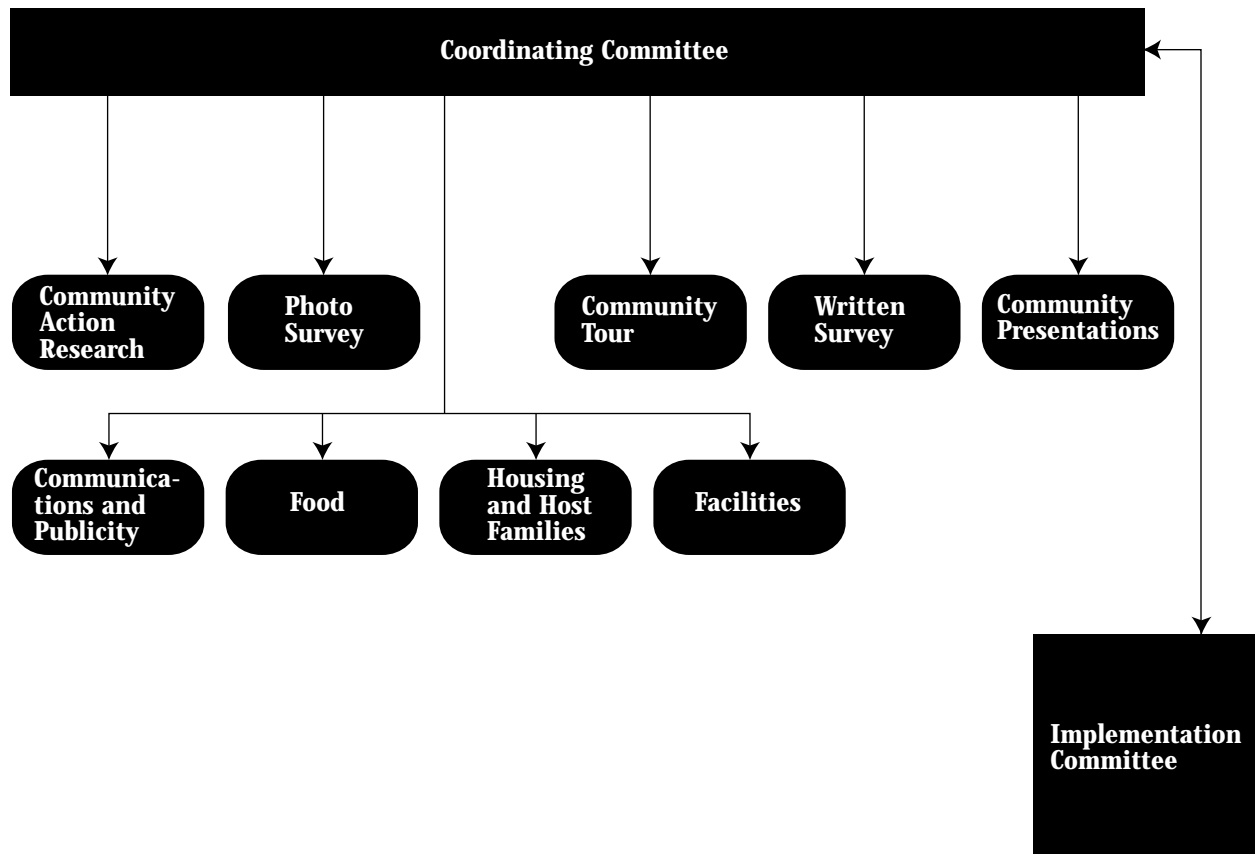 Coordinating Committee
Community
Action
Research
Photo
Survey
Community
Tour
Written
Survey
Community
Presentations
Communica-
tions and
Publicity
Food
Housing
and Host
Families
Facilities
Implementation
Committee